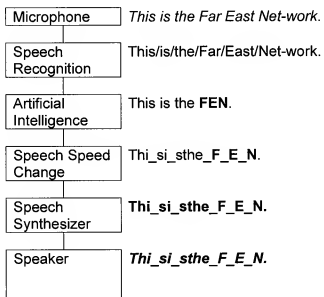 Microphone This is the Far East Net-work.
Speech Recognition This/is/the/Far/East/Net-work.
Artificial Intelligence This is the FEN.
Speech Speed Change Thi_si_sthe_F_E_N.
Speech Synthesizer Thi_si_sthe_F_E_N.
Speaker Thi_si_sthe_F_E_N.